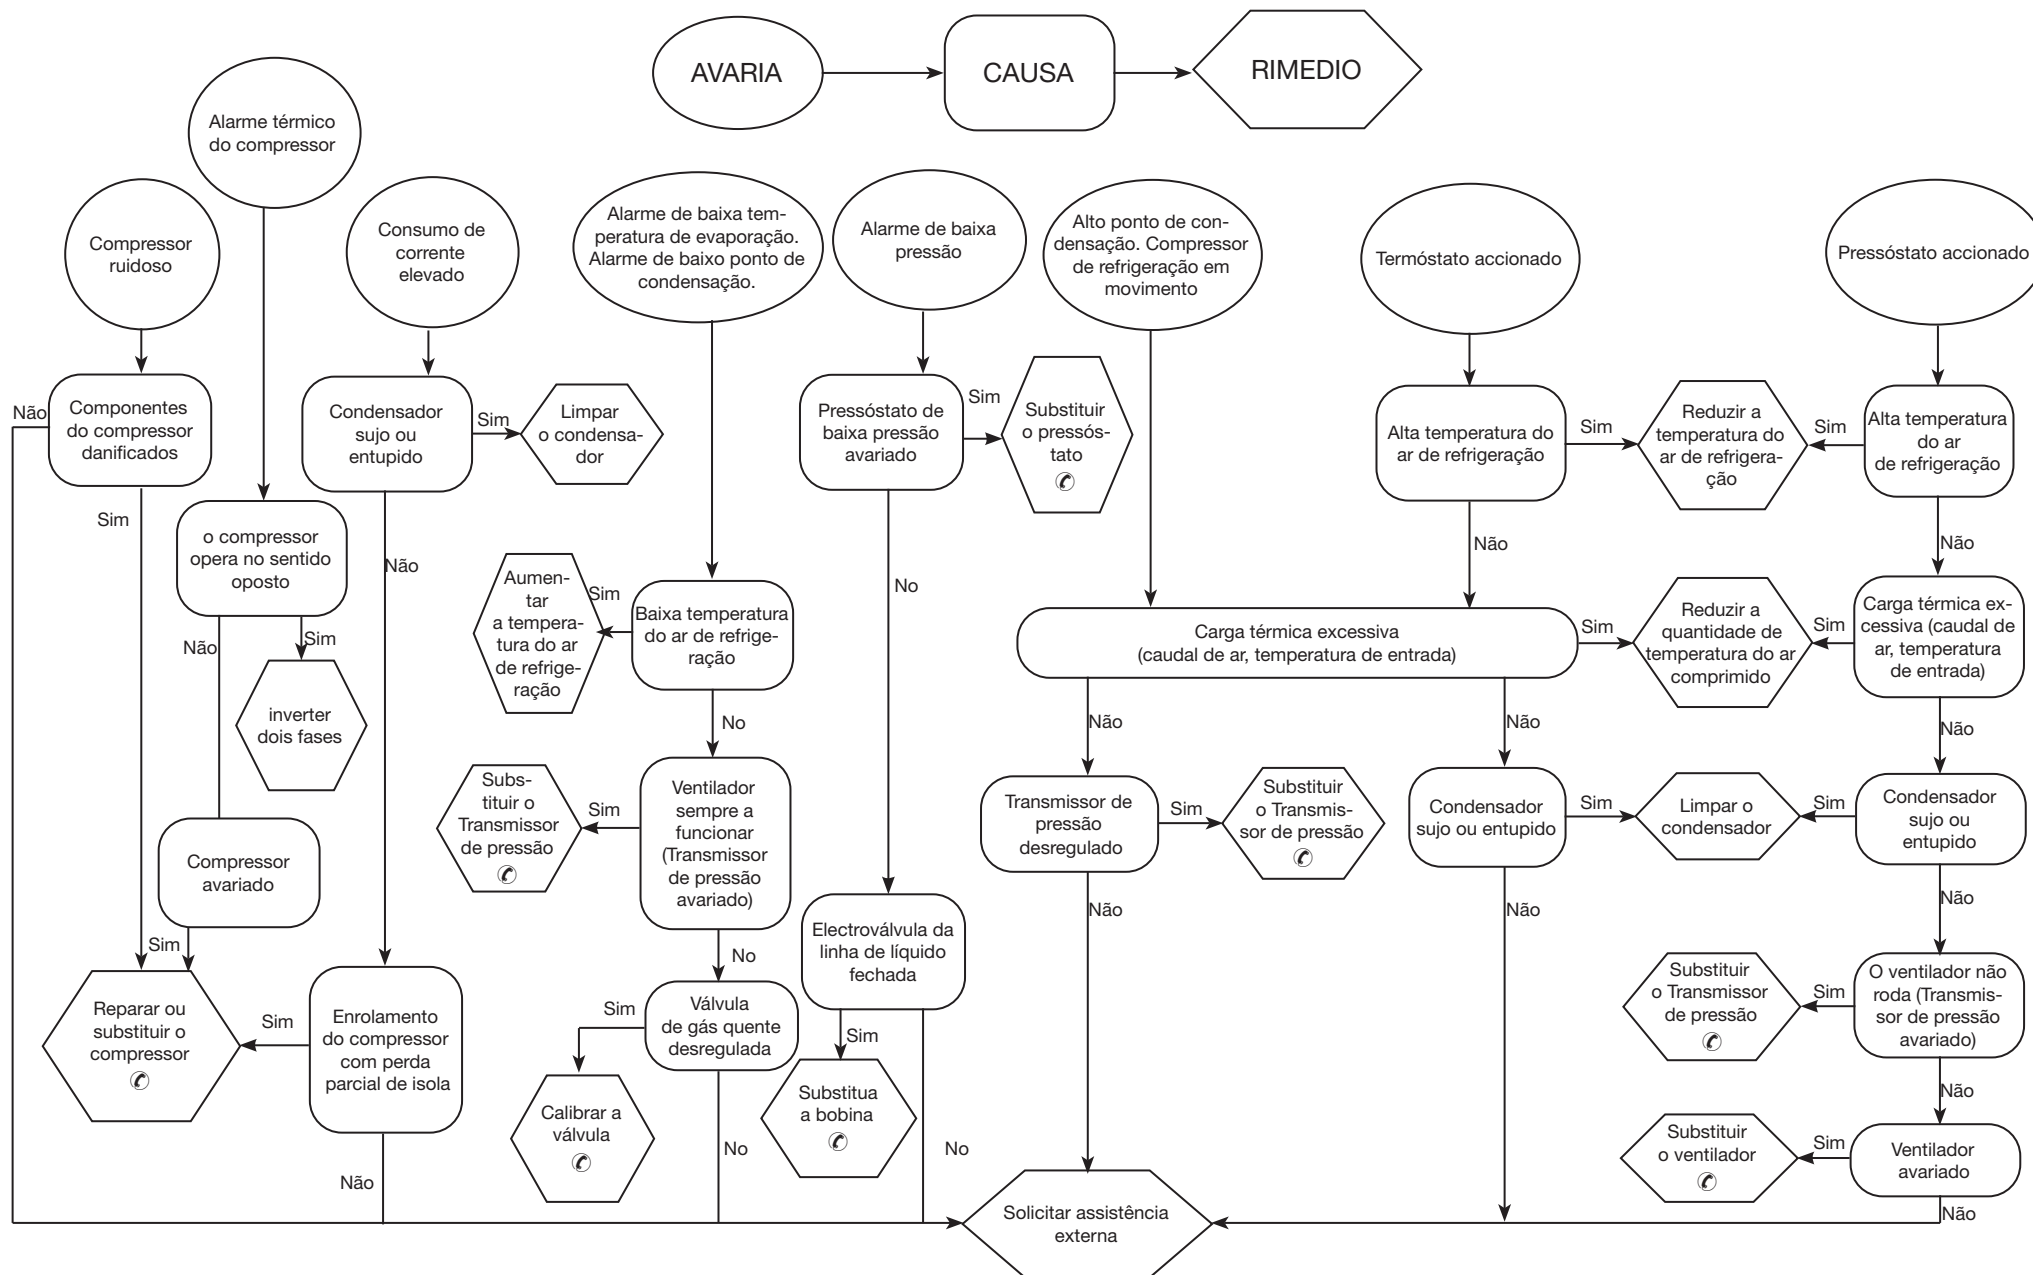 AVARIA
CAUSA
RIMEDIO
Alarme térmico
do compressor
Compressor
ruidoso
Consumo de
corrente
elevado
Alarme de baixa tem-
peratura de evaporação.
Alarme de baixo ponto de
condensação.
Alarme de baixa
pressão
Alto ponto de con-
densação. Compressor
de refrigeração em
movimento
Termóstato accionado
Pressóstato accionado
Não
Componentes
do compressor
danificados
Sim
Condensador
sujo ou
entupido
Sim
Limpar
o condensa-
dor
Pressóstato de
baixa pressão
avariado
Sim
Substituir
o pressós-
tato
Alta temperatura do
ar de refrigeração
Sim
Reduzir a
temperatura do
ar de refrigera-
ção
Sim
Alta temperatura
do ar
de refrigeração
o compressor
opera no sentido
oposto
Não
Sim
inverter
dois fases
Não
Aumen-
tar
a tempera-
tura do ar
de refrige-
ração
Sim
Baixa temperatura
do ar de refrige-
ração
No
No
Não
Não
Carga térmica excessiva
(caudal de ar, temperatura de entrada)
Sim
Reduzir a
quantidade de
temperatura do ar
comprimido
Sim
Carga térmica ex-
cessiva (caudal de
ar, temperatura
de entrada)
Não
Não
Não
Subs-
tituir o
Transmissor
de pressão
Sim
Ventilador
sempre a
funcionar
(Transmissor
de pressão
avariado)
Transmissor de
pressão
desregulado
Sim
Substituir
o Transmis-
sor de pressão
Condensador
sujo ou entupido
Sim
Limpar o
condensador
Sim
Condensador
sujo ou
entupido
Compressor
avariado
Sim
No
Não
Não
Não
Electroválvula da
linha de líquido
fechada
Reparar ou
substituir o
compressor
Sim
Enrolamento
do compressor
com perda
parcial de isola
Sim
Válvula
de gás quente
desregulada
Sim
Substituir
o Transmissor
de pressão
Sim
O ventilador não
roda (Transmis-
sor de pressão
avariado)
Calibrar a
válvula
Substitua
a bobina
Não
No
No
Não
Substituir
o ventilador
Sim
Ventilador
avariado
Não
Solicitar assistência
externa